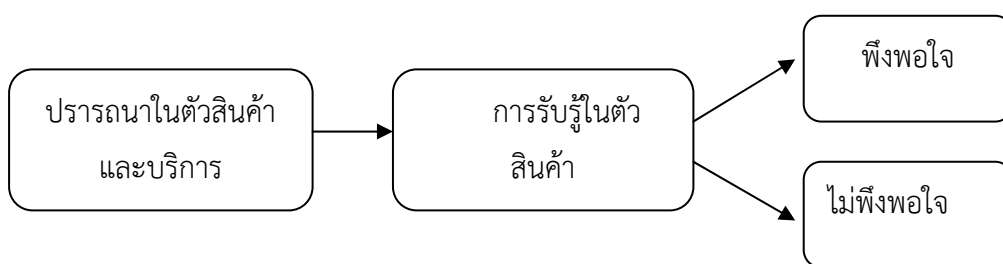 ปรารถนาในตัวสินค้า
และบริการ
การรับรู้ในตัว
สินค้า
พึงพอใจ
ไม่พึงพอใจ